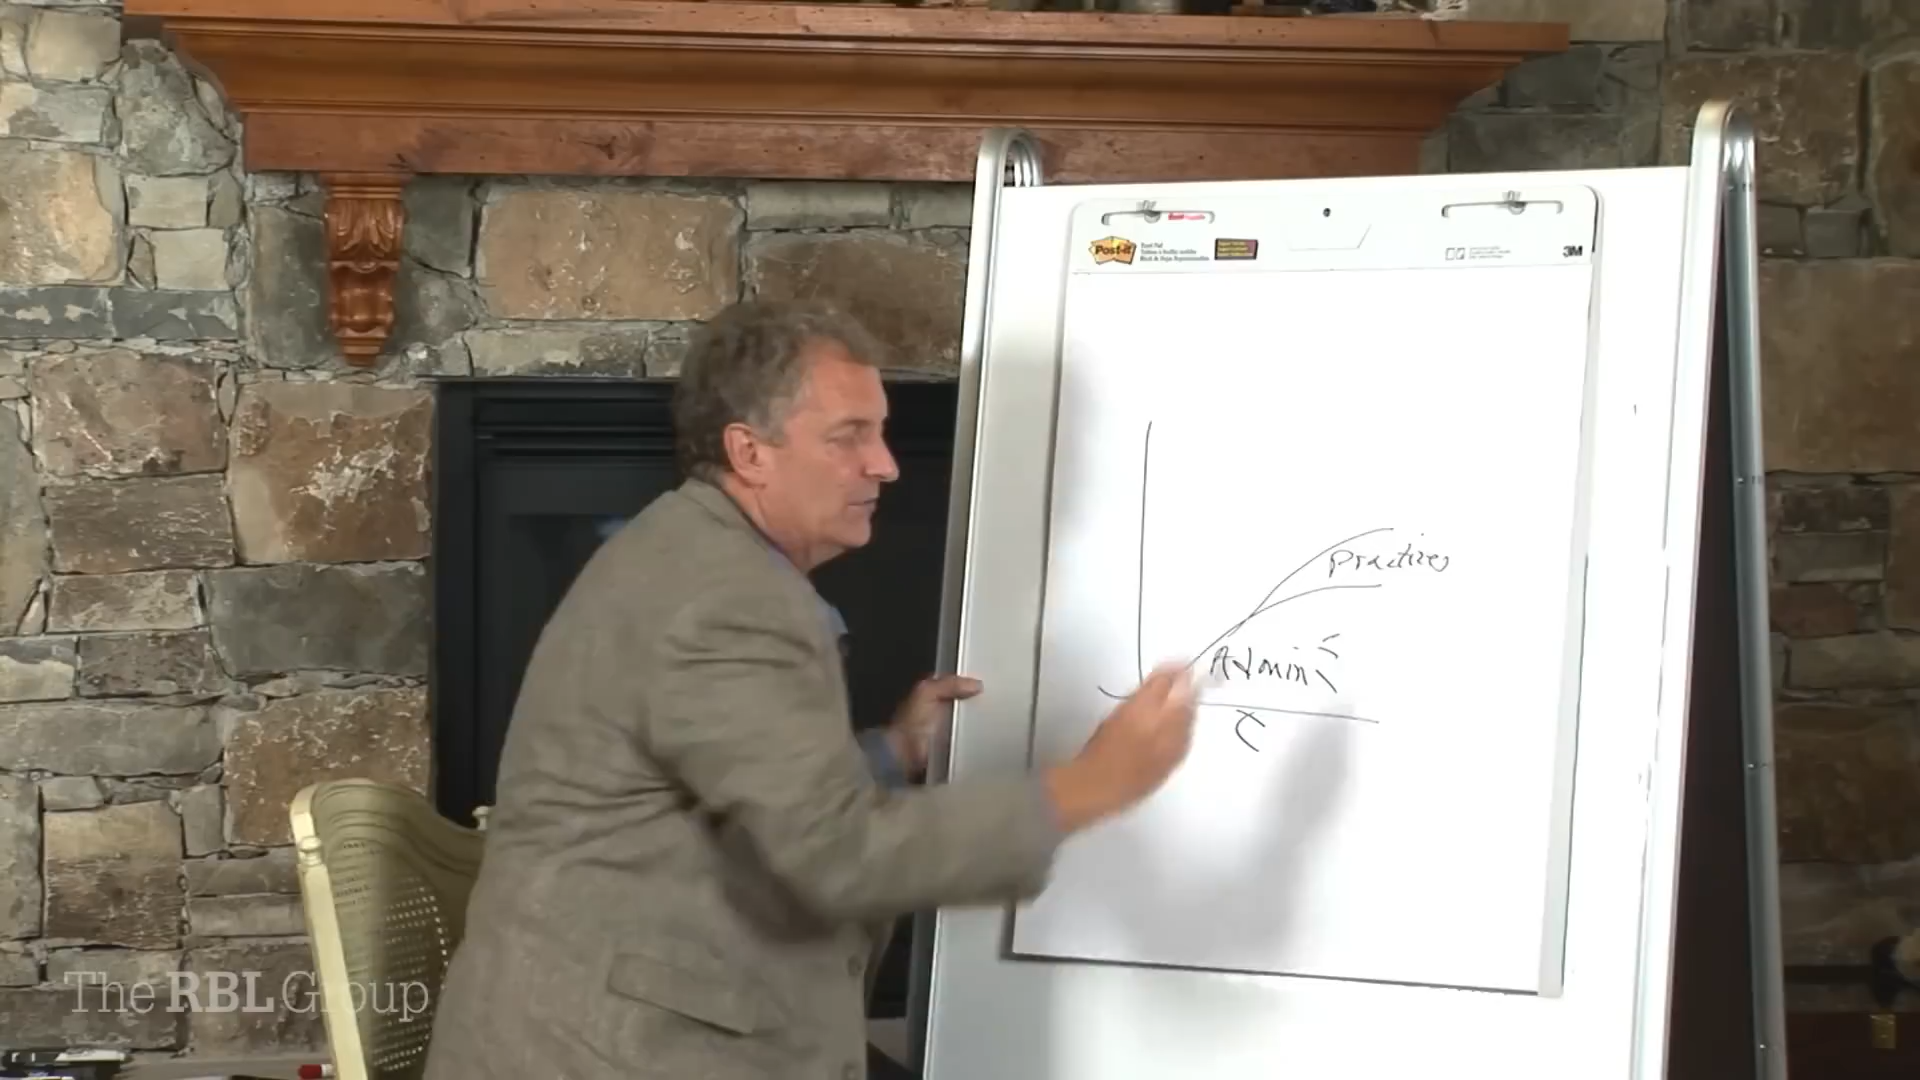 Post-it
3M
practices
Admin
The RBL Group